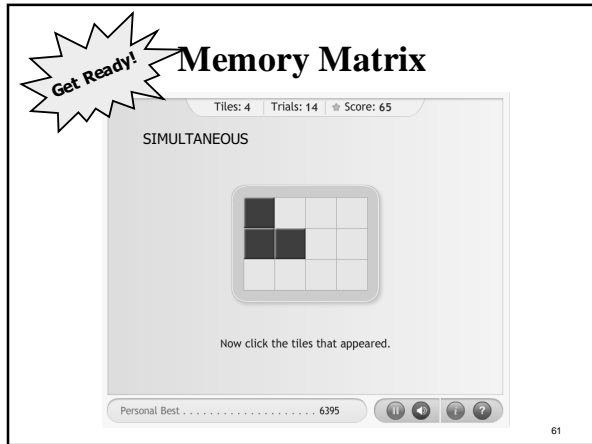 Get Ready!
Memory Matrix
Tiles: 4 Trials: 14 Score: 65
SIMULTANEOUS
Now click the tiles that appeared.
Personal Best . . . . . . . . . . . . . . . . . . . . 6395
i ?
61